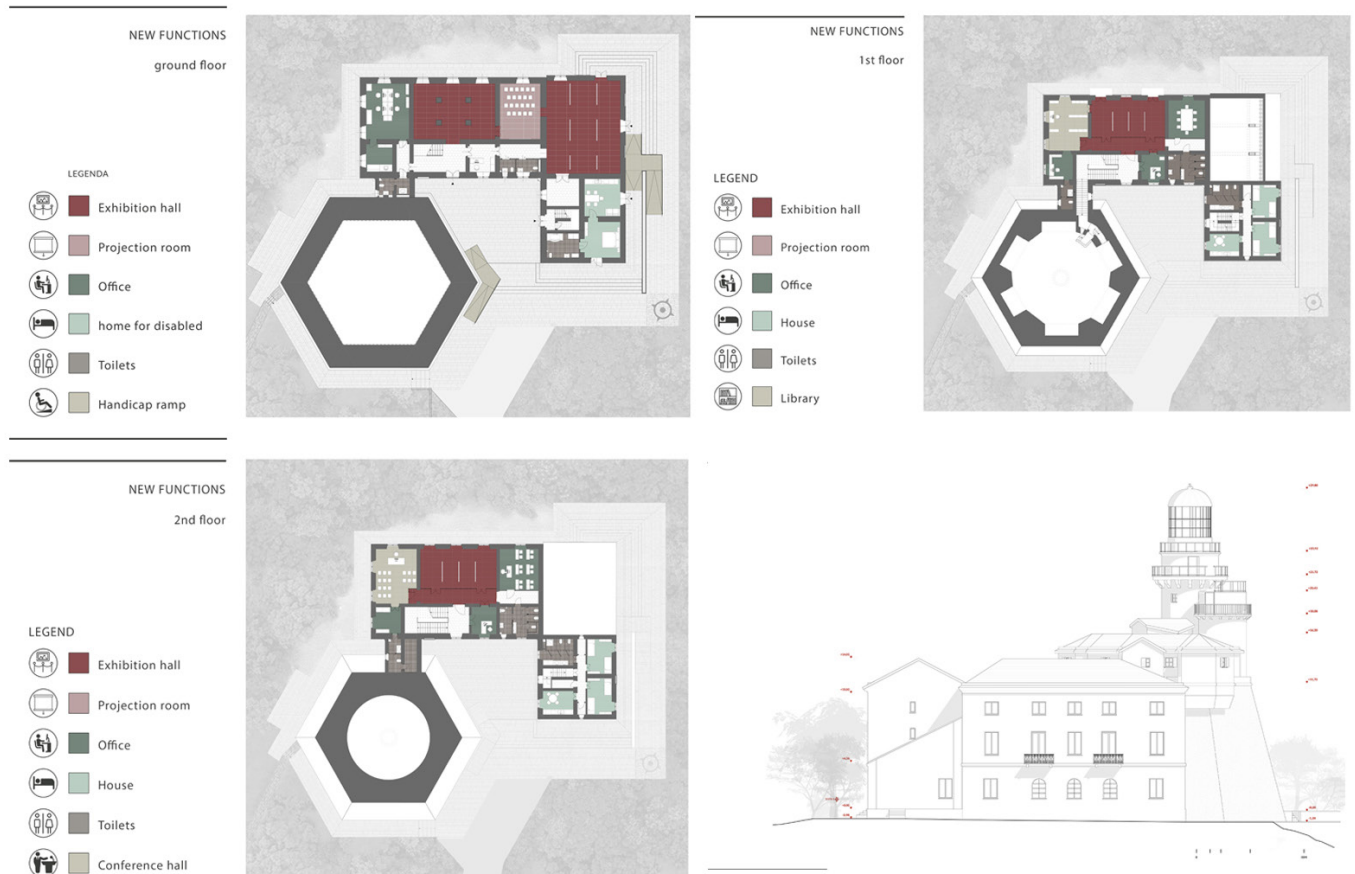 NEW FUNCTIONS
ground floor
LEGENDA
Exhibition hall
Projection room
Office
home for disabled
Toilets
Handicap ramp
NEW FUNCTIONS
1st floor
LEGEND
Exhibition hall
Projection room
Office
House
Toilets
Library
NEW FUNCTIONS
2nd floor
LEGEND
Exhibition hall
Projection room
Office
House
Toilets
Conference hall